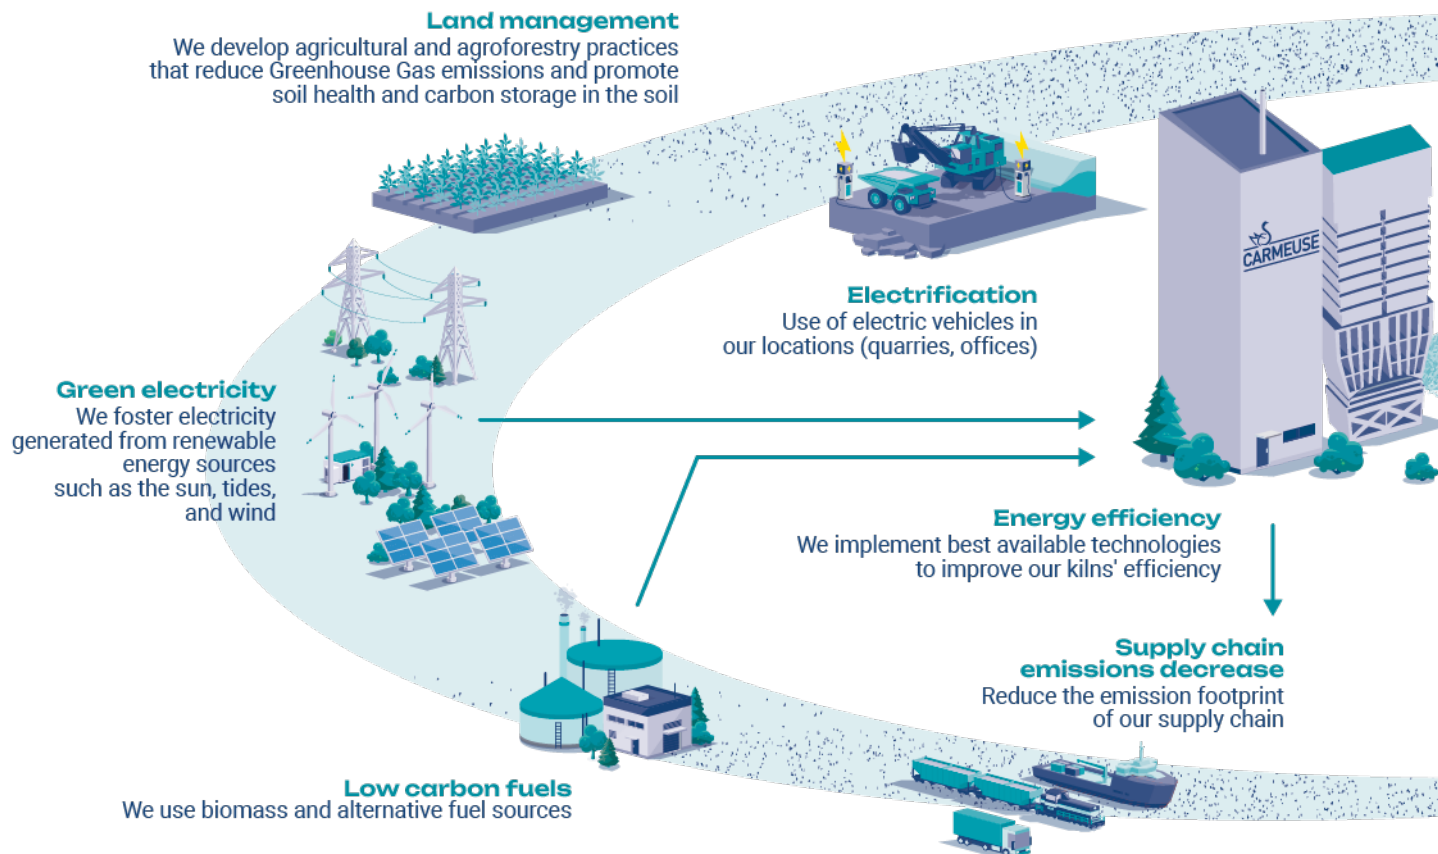 Land management
We develop agricultural and agroforestry practices
that reduce Greenhouse Gas emissions and promote
soil health and carbon storage in the soil
CARMEUSE
Electrification
Use of electric vehicles in
our locations (quarries, offices)
Green electricity
We foster electricity
generated from renewable
energy sources
such as the sun, tides,
and wind
Energy efficiency
We implement best available technologies
to improve our kilns' efficiency
Supply chain
emissions decrease
Reduce the emission footprint
of our supply chain
Low carbon fuels
We use biomass and alternative fuel sources